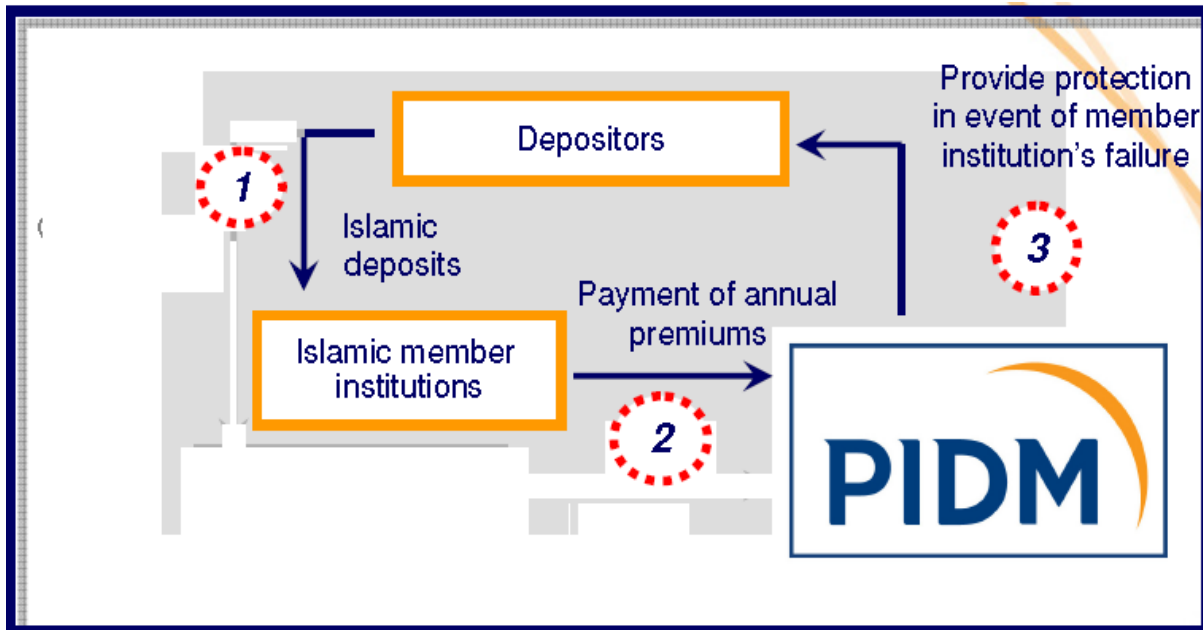 Depositors
Provide protection
in event of member
institution's failure
1
Islamic
deposits
3
Payment of annual
premiums
Islamic member
institutions
2
PIDM